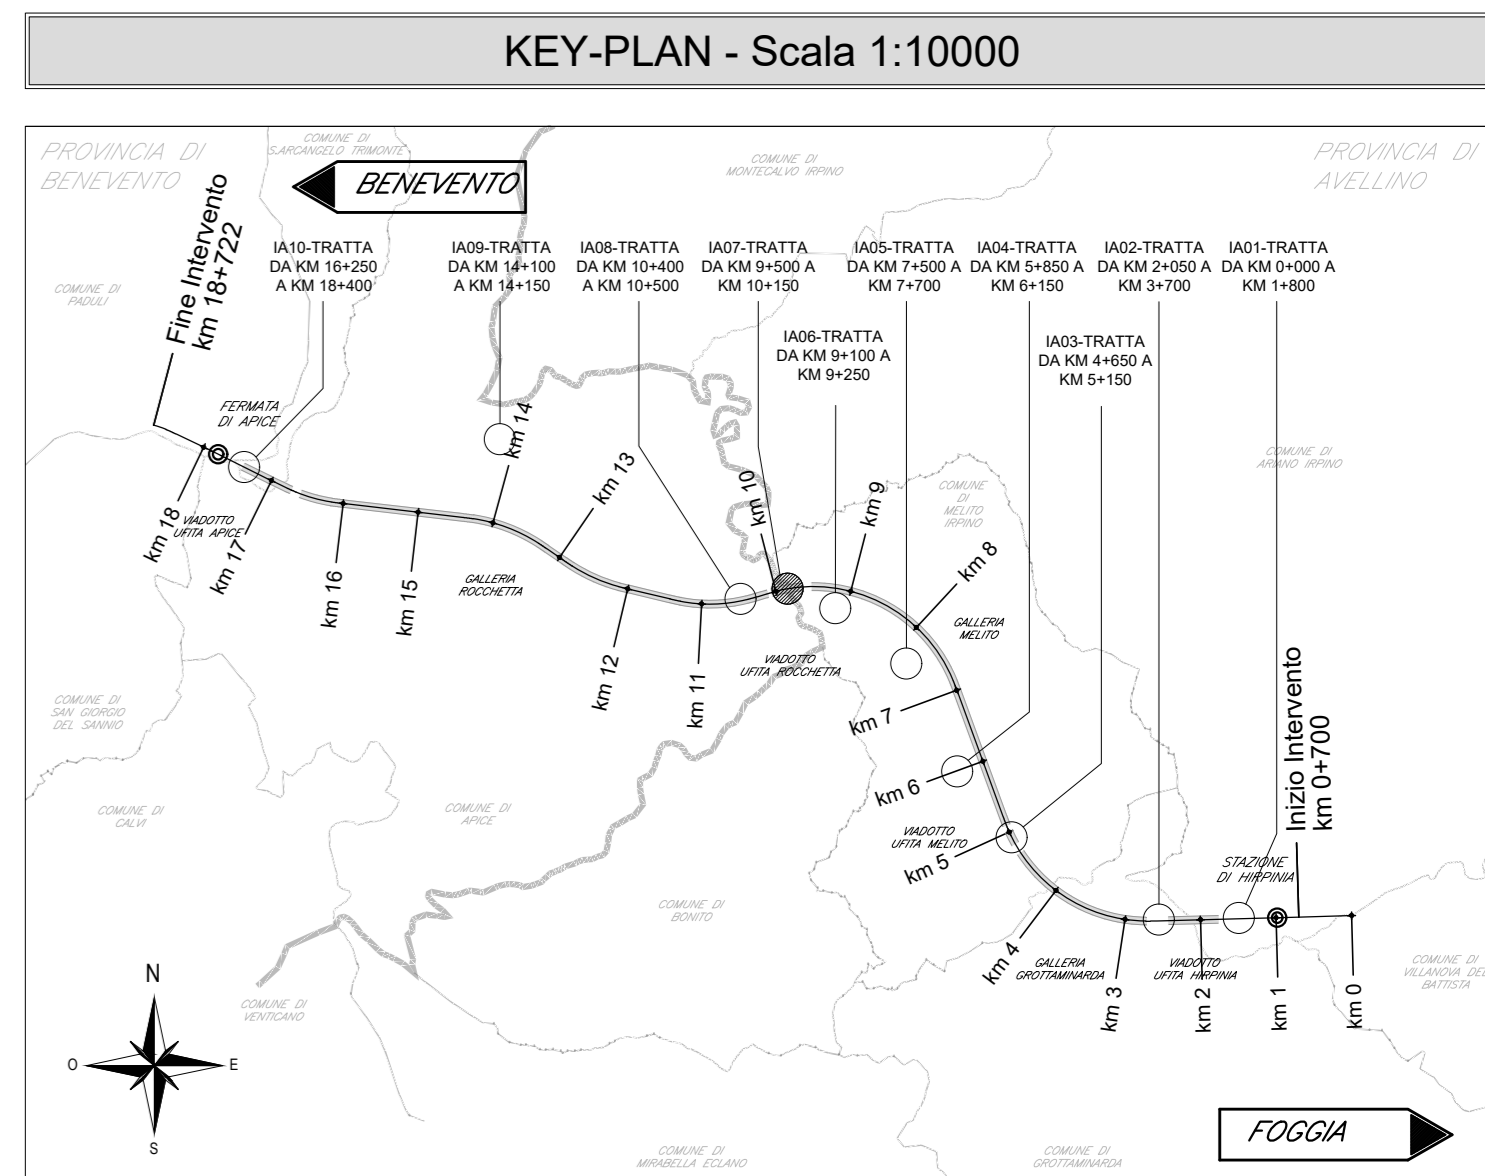 KEY-PLAN - Scala 1:10000
PROVINCIA DI
BENEVENTO
COMUNE DI
S.ARCANGELO TRIMONTE
BENEVENTO
COMUNE DI
MONTECALVO IRPINO
PROVINCIA DI
AVELLINO
Fine Intervento
km 18+722
IA10-TRATTA
DA KM 16+250
A KM 18+400
IA09-TRATTA
DA KM 14+100
A KM 14+150
IA08-TRATTA
DA KM 10+400
A KM 10+500
IA07-TRATTA
DA KM 9+500 A
KM 10+150
IA05-TRATTA
DA KM 7+500 A
KM 7+700
IA04-TRATTA
DA KM 5+850 A
KM 6+150
IA02-TRATTA
DA KM 2+050 A
KM 3+700
IA01-TRATTA
DA KM 0+000 A
KM 1+800
COMUNE DI
PADULI
IA06-TRATTA
DA KM 9+100 A
KM 9+250
IA03-TRATTA
DA KM 4+650 A
KM 5+150
FERMATA
DI APICE
km 14
km 13
km 10
km 9
COMUNE
DI
MELITO
IRPINO
COMUNE DI
ARIANO IRPINO
km 18
VIADOTTO
UFITA APICE
km 17
km 16
km 15
GALLERIA
ROCCHETTA
km 12
km 11
VIADOTTO
UFITA ROCCHETTA
km 8
GALLERIA
MELITO
km 7
COMUNE DI
SAN GIORGIO
DEL SANNIO
Inizio Intervento
km 0+700
km 6
COMUNE DI
CALVI
COMUNE DI
APICE
VIADOTTO
UFITA MELITO
km 5
STAZIONE
DI HIRPINIA
COMUNE DI
BONITO
km 4
GALLERIA
GROTTAMINARDA
VIADOTTO
UFITA HIRPINIA
km 3
km 2
km 1
km 0
COMUNE DI
VILLANOVA DEL
BATTISTA
COMUNE DI
VENTICANO
N
O
E
S
FOGGIA
COMUNE DI
MIRABELLA ECLANO
COMUNE DI
GROTTAMINARDA